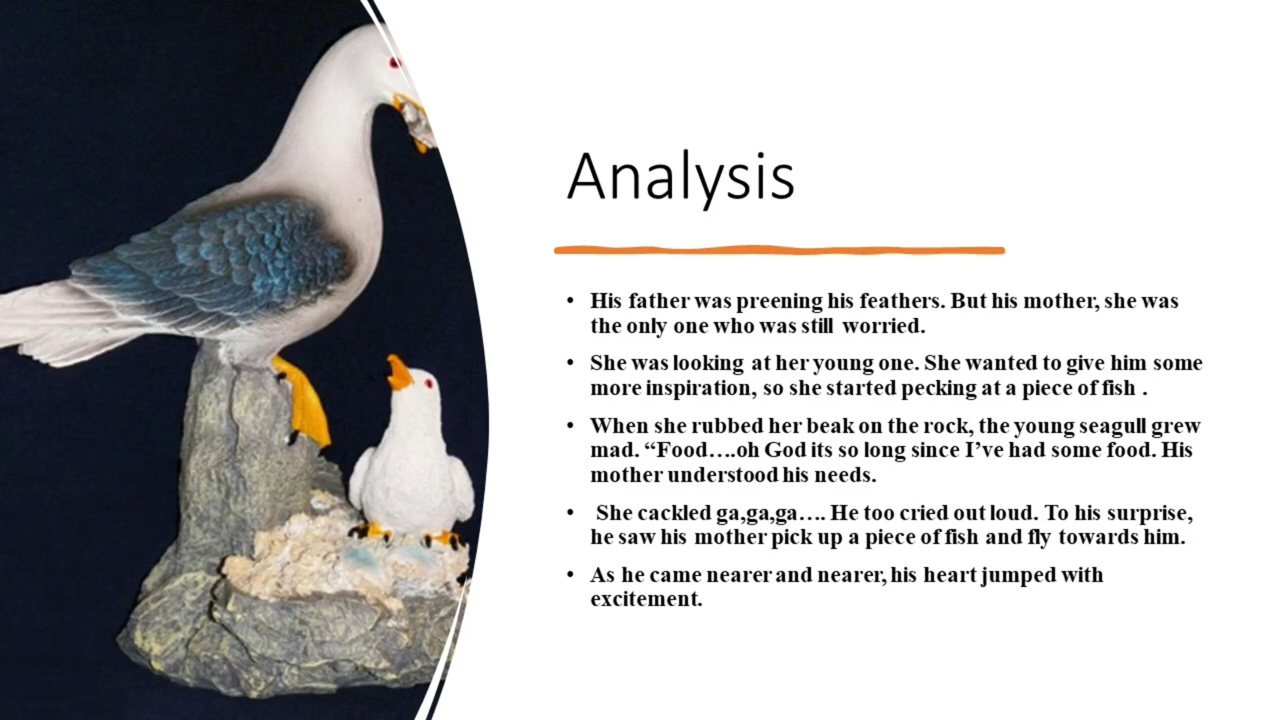 Analysis
• His father was preening his feathers. But his mother, she was
the only one who was still worried.
• She was looking at her young one. She wanted to give him some
more inspiration, so she started pecking at a piece of fish .
• When she rubbed her beak on the rock, the young seagull grew
mad. “Food….oh God its so long since I’ve had some food. His
mother understood his needs.
• She cackled ga,ga,ga…. He too cried out loud. To his surprise,
he saw his mother pick up a piece of fish and fly towards him.
• As he came nearer and nearer, his heart jumped with
excitement.